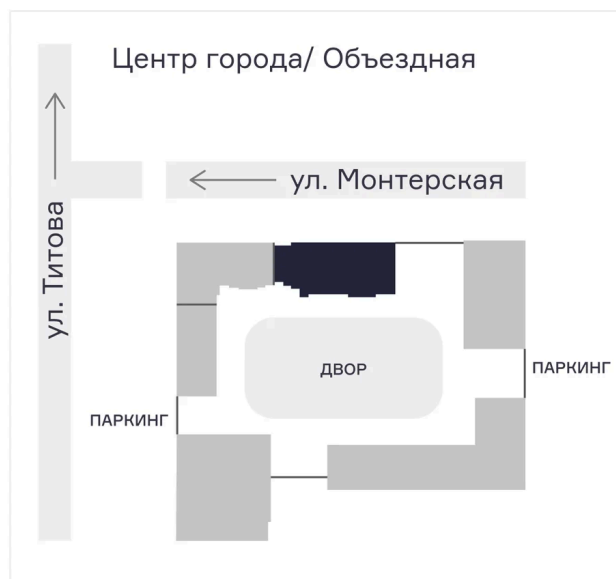 Центр города/ Объездная
ул. Монтерская
ул. Титова
ДВОР
ПАРКИНГ
ПАРКИНГ